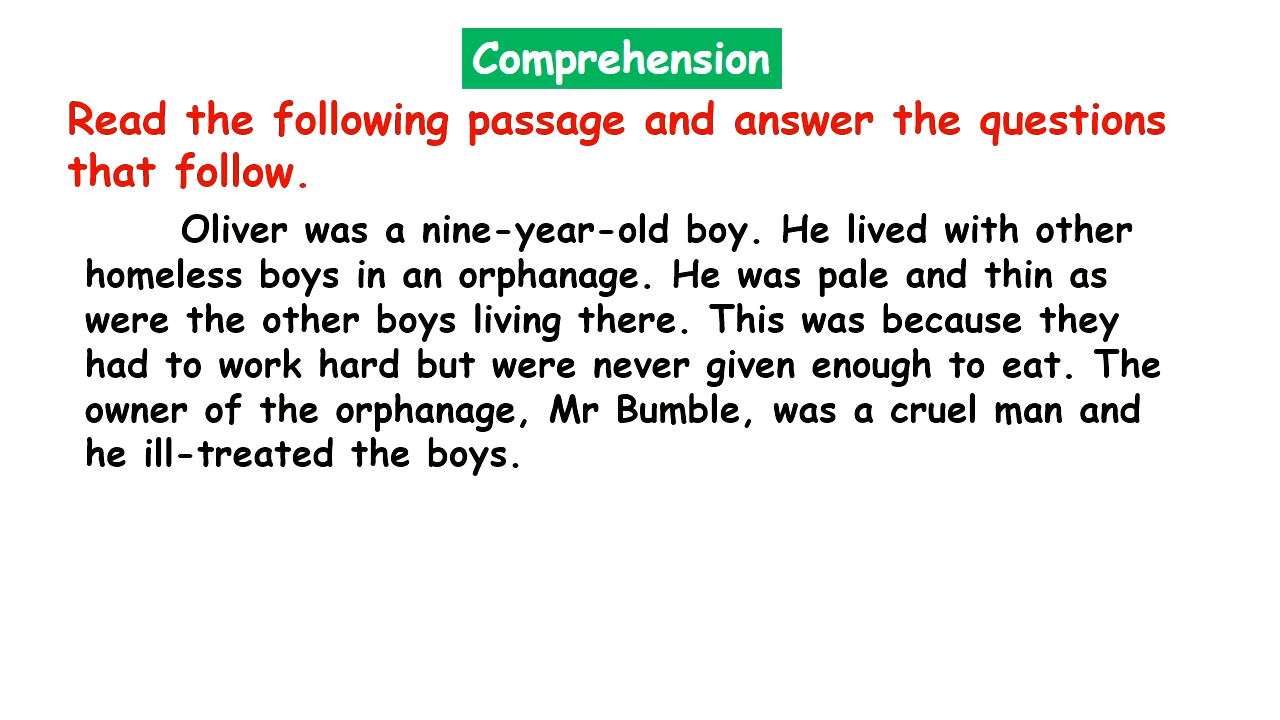 Comprehension
Read the following passage and answer the questions
that follow.
Oliver was a nine-year-old boy. He lived with other
homeless boys in an orphanage. He was pale and thin as
were the other boys living there. This was because they
had to work hard but were never given enough to eat. The
owner of the orphanage, Mr Bumble, was a cruel man and
he ill-treated the boys.